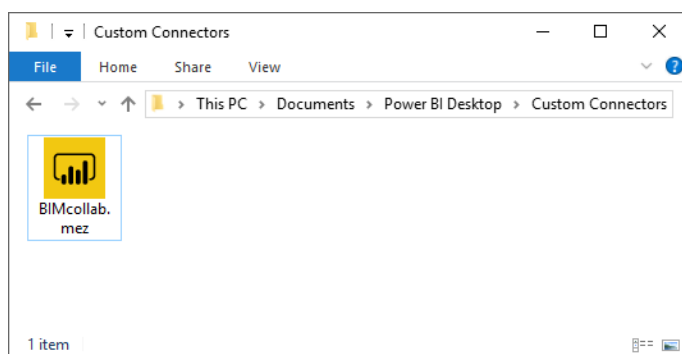 Custom Connectors
File Home Share View
This PC > Documents > Power BI Desktop > Custom Connectors
BIMcollab.
mez
1 item